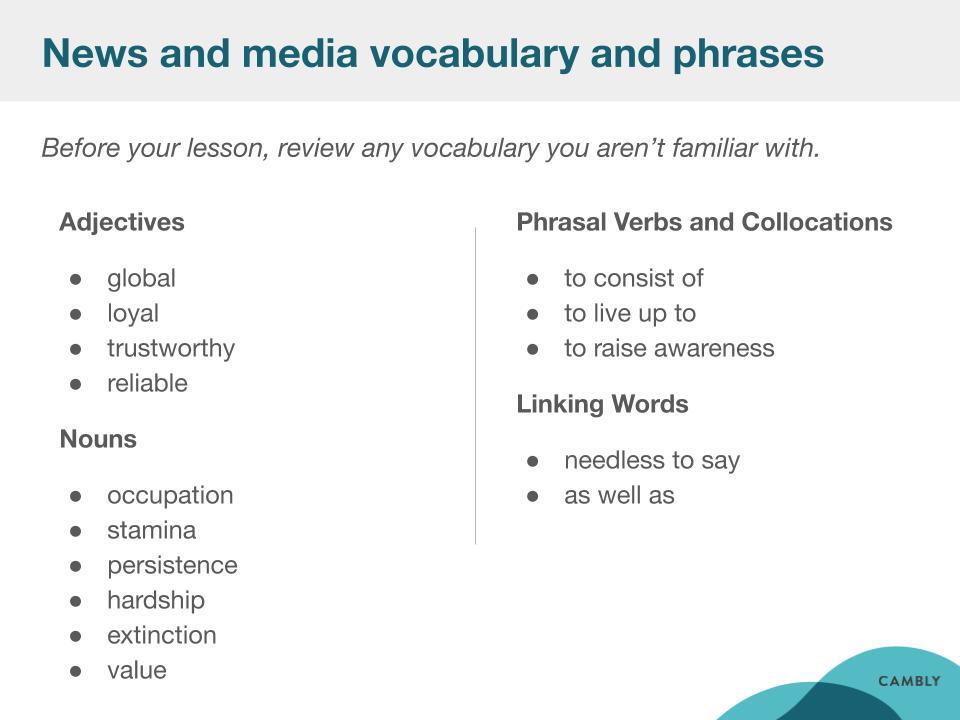 News and media vocabulary and phrases
Before your lesson, review any vocabulary you aren’t familiar with.
Adjectives
● global
● loyal
● trustworthy
● reliable
Nouns
● occupation
● stamina
● persistence
● hardship
● extinction
● value
Phrasal Verbs and Collocations
● to consist of
● to live up to
● to raise awareness
Linking Words
● needless to say
● as well as
CAMBLY